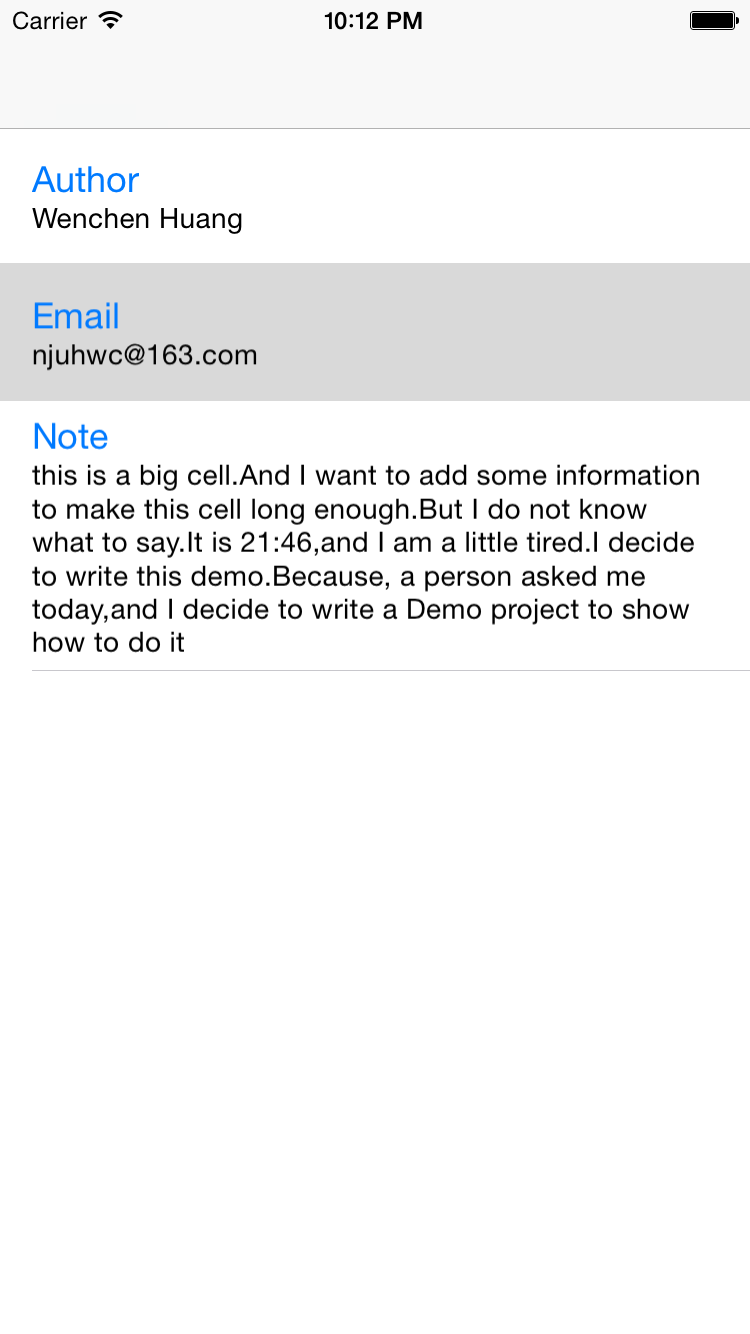 Carrier 10:12 PM
Author
Wenchen Huang
Email
njuhwc@163.com
Note
this is a big cell.And I want to add some information
to make this cell long enough.But I do not know
what to say.It is 21:46,and I am a little tired.I decide
to write this demo.Because, a person asked me
today,and I decide to write a Demo project to show
how to do it